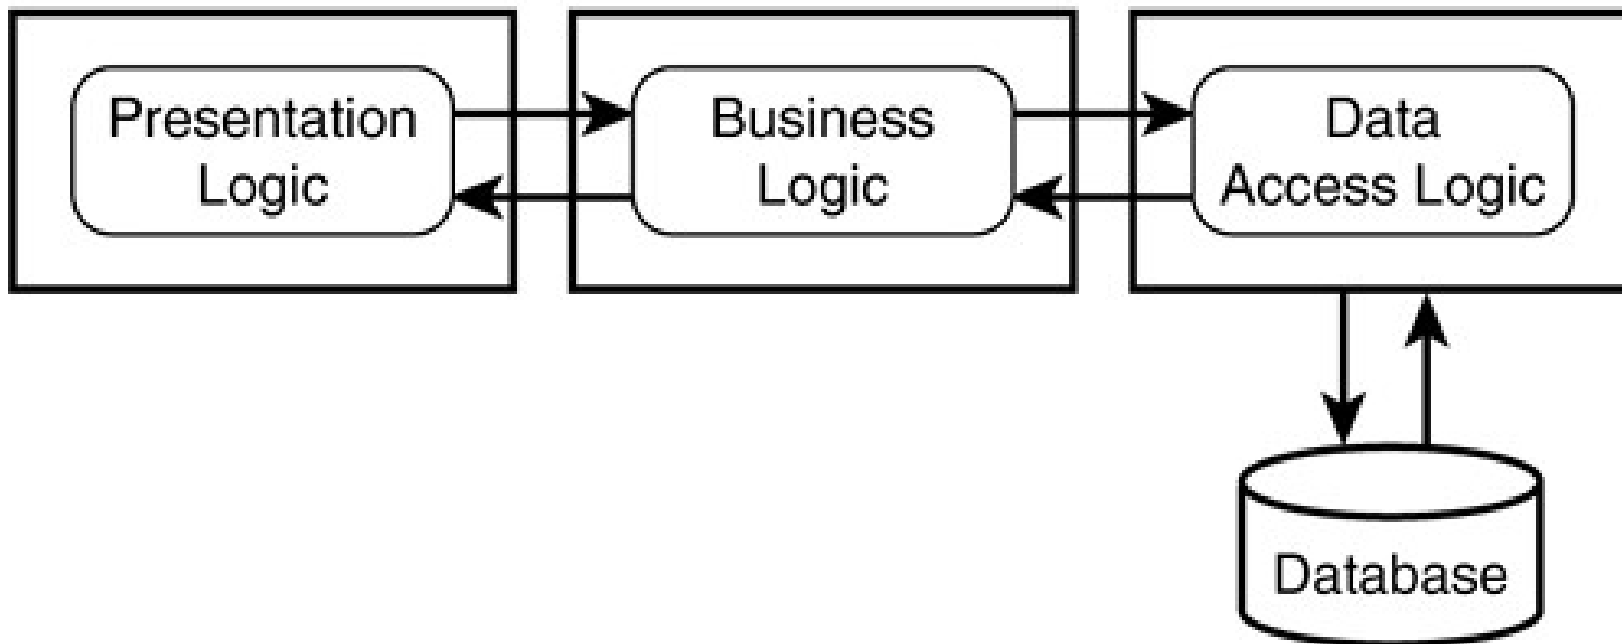 Presentation
Logic
Business
Logic
Data
Access Logic
Database